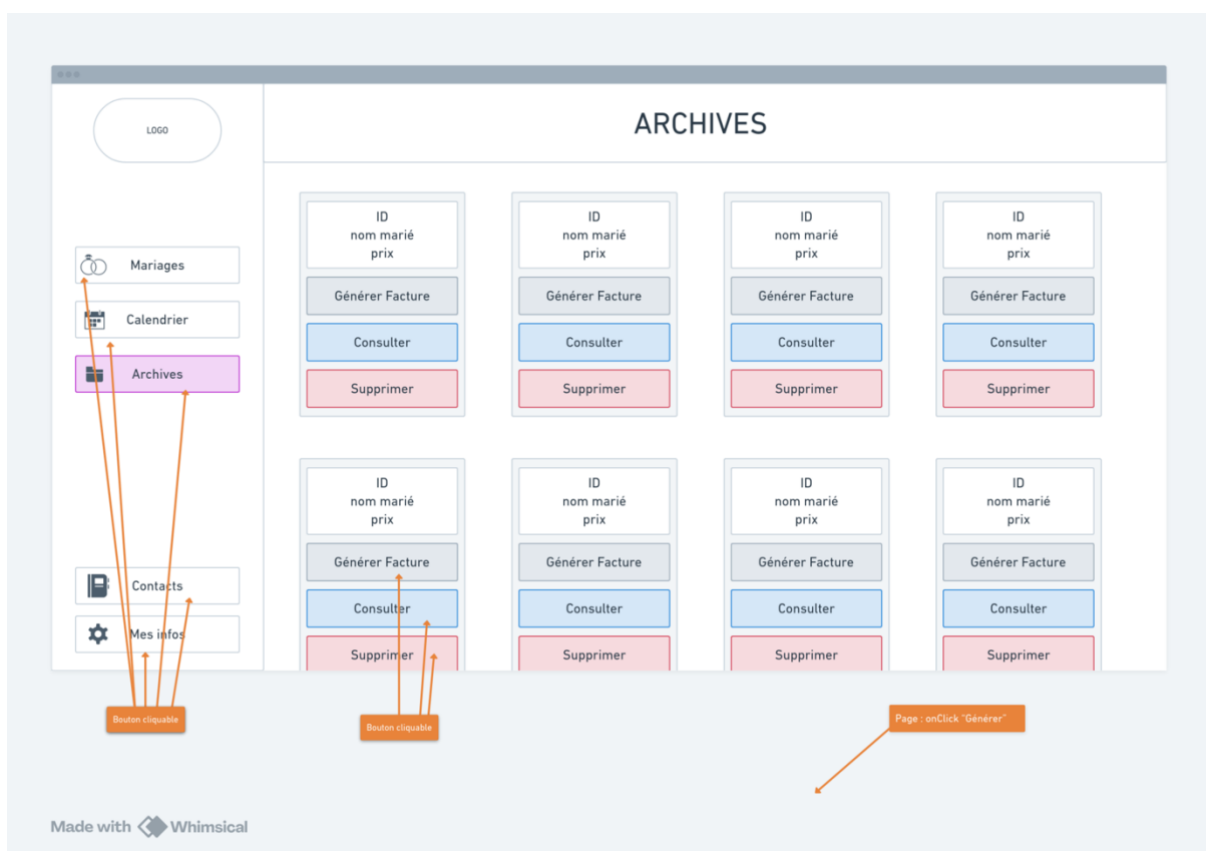 LOGO
ARCHIVES
Mariages
Calendrier
Archives
Contacts
Mes infos
ID
nom marié
prix
Générer Facture
Consulter
Supprimer
ID
nom marié
prix
Générer Facture
Consulter
Supprimer
ID
nom marié
prix
Générer Facture
Consulter
Supprimer
ID
nom marié
prix
Générer Facture
Consulter
Supprimer
ID
nom marié
prix
Générer Facture
Consulter
Supprimer
ID
nom marié
prix
Générer Facture
Consulter
Supprimer
ID
nom marié
prix
Générer Facture
Consulter
Supprimer
ID
nom marié
prix
Générer Facture
Consulter
Supprimer
Bouton cliquable
Bouton cliquable
Page : onClick "Générer"
Made with Whimsical